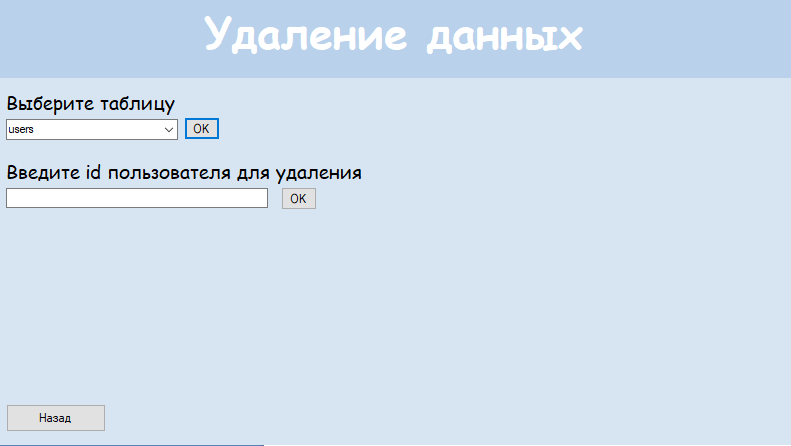 Удаление данных
Выберите таблицу
users OK
Введите id пользователя для удаления
OK
Назад